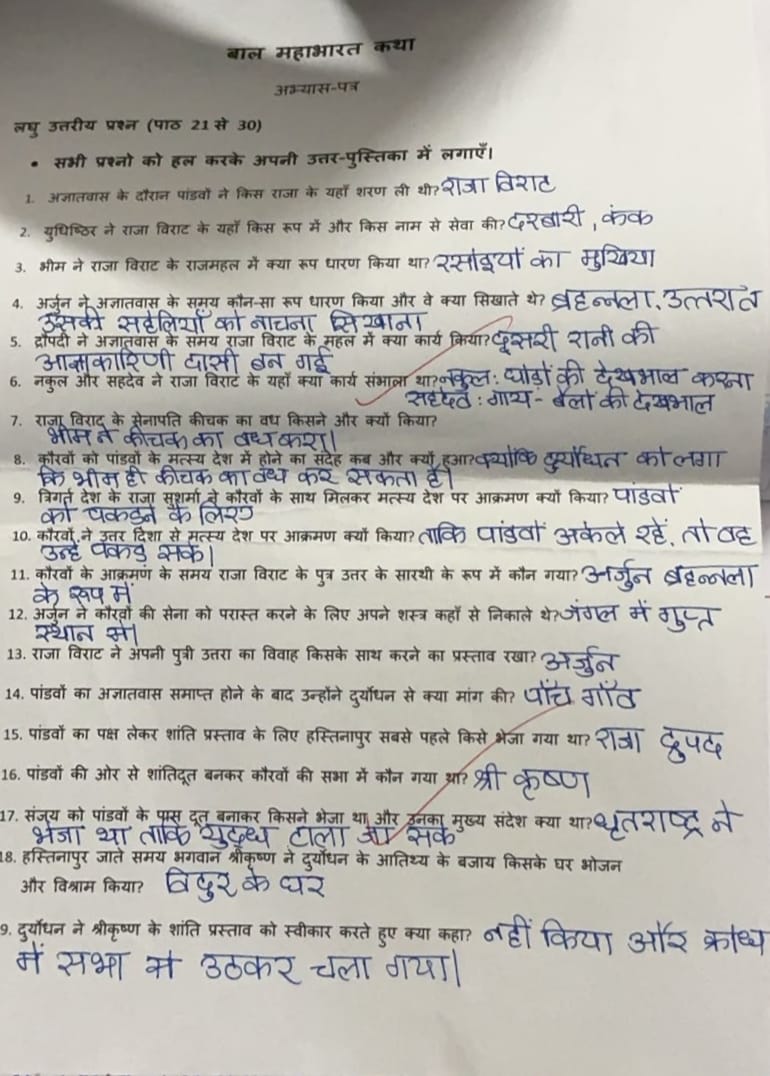 बाल महाभारत कथा
अभ्यास-पत्र
लघु उत्तरीय प्रश्न (पाठ 21 से 30)
• सभी प्रश्नो को हल करके अपनी उत्तर-पुस्तिका में लगाएँ।
1. अज्ञातवास के दौरान पांडवों ने किस राजा के यहाँ शरण ली थी? राजा विराट
2. युधिष्ठिर ने राजा विराट के यहाँ किस रूप में और किस नाम से सेवा की? दरबारी, कंक
3. भीम ने राजा विराट के राजमहल में क्या रूप धारण किया था? रसोइयों का मुखिया
4. अर्जुन ने अज्ञातवास के समय कौन-सा रूप धारण किया और वे क्या सिखाते थे? ब्रहन्नला, उत्तरा व
उसकी सहेलियों को नाचना सिखाना
5. द्रौपदी ने अज्ञातवास के समय राजा विराट के महल में क्या कार्य किया? दूसरी रानी की
आज्ञाकारिणी दासी बन गई
6. नकुल और सहदेव ने राजा विराट के यहाँ क्या कार्य संभाला था? नकुल: घोड़ों की देखभाल करना
सहदेव: गाय-बैलों की देखभाल
7. राजा विराट के सेनापति कीचक का वध किसने और क्यों किया?
भीम ने कीचक का वध करा।
8. कौरवों को पांडवों के मत्स्य देश में होने का संदेह कब और क्यों हुआ? क्योंकि दुर्योधन को लगा
कि भीम ही कीचक का वध कर सकता है।
9. त्रिगर्त देश के राजा सुशर्मा ने कौरवों के साथ मिलकर मत्स्य देश पर आक्रमण क्यों किया? पांडवों
को पकड़ने के लिए
10. कौरवों ने उत्तर दिशा से मत्स्य देश पर आक्रमण क्यों किया? ताकि पांडवों अकेले रहें, तो वह
उन्हें पकड़ सके।
11. कौरवों के आक्रमण के समय राजा विराट के पुत्र उत्तर के सारथी के रूप में कौन गया? अर्जुन ब्रहन्नला
के रूप में
12. अर्जुन ने कौरवों की सेना को परास्त करने के लिए अपने शस्त्र कहाँ से निकाले थे? जंगल में गुप्त
स्थान से।
13. राजा विराट ने अपनी पुत्री उतरा का विवाह किसके साथ करने का प्रस्ताव रखा? अर्जुन
14. पांडवों का अज्ञातवास समाप्त होने के बाद उन्होंने दुर्योधन से क्या मांग की? पाँच गाँव
15. पांडवों का पक्ष लेकर शांति प्रस्ताव के लिए हस्तिनापुर सबसे पहले किसे भेजा गया था? राजा द्रुपद
16. पांडवों की ओर से शांतिदूत बनकर कौरवों की सभा में कौन गया था? श्री कृष्ण
17. संजय को पांडवों के पास दूत बनाकर किसने भेजा था और उनका मुख्य संदेश क्या था? धृतराष्ट्र ने
भेजा था ताकि युद्ध टाला जा सके
18. हस्तिनापुर जाते समय भगवान श्रीकृष्ण ने दुर्योधन के आतिथ्य के बजाय किसके घर भोजन
और विश्राम किया? विदुर के घर
9. दुर्योधन ने श्रीकृष्ण के शांति प्रस्ताव को स्वीकार करते हुए क्या कहा? नहीं किया और क्रोध
में सभा से उठकर चला गया।